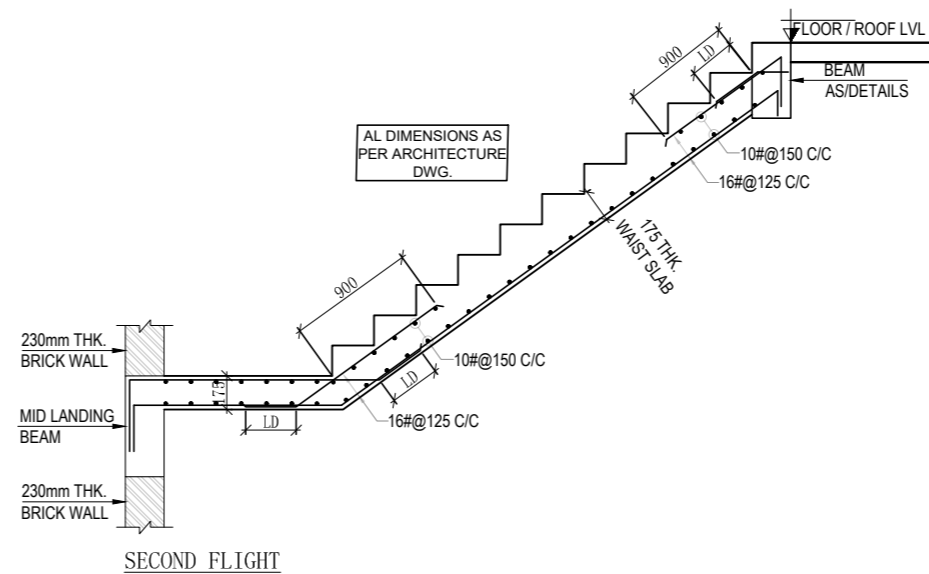 FLOOR / ROOF LVL
LD
900
BEAM
AS/DETAILS
AL DIMENSIONS AS
PER ARCHITECTURE
DWG.
10#@150 C/C
16#@125 C/C
175 THK.
WAIST SLAB
900
230mm THK.
BRICK WALL
10#@150 C/C
175
LD
MID LANDING
BEAM
LD
16#@125 C/C
230mm THK.
BRICK WALL
SECOND FLIGHT